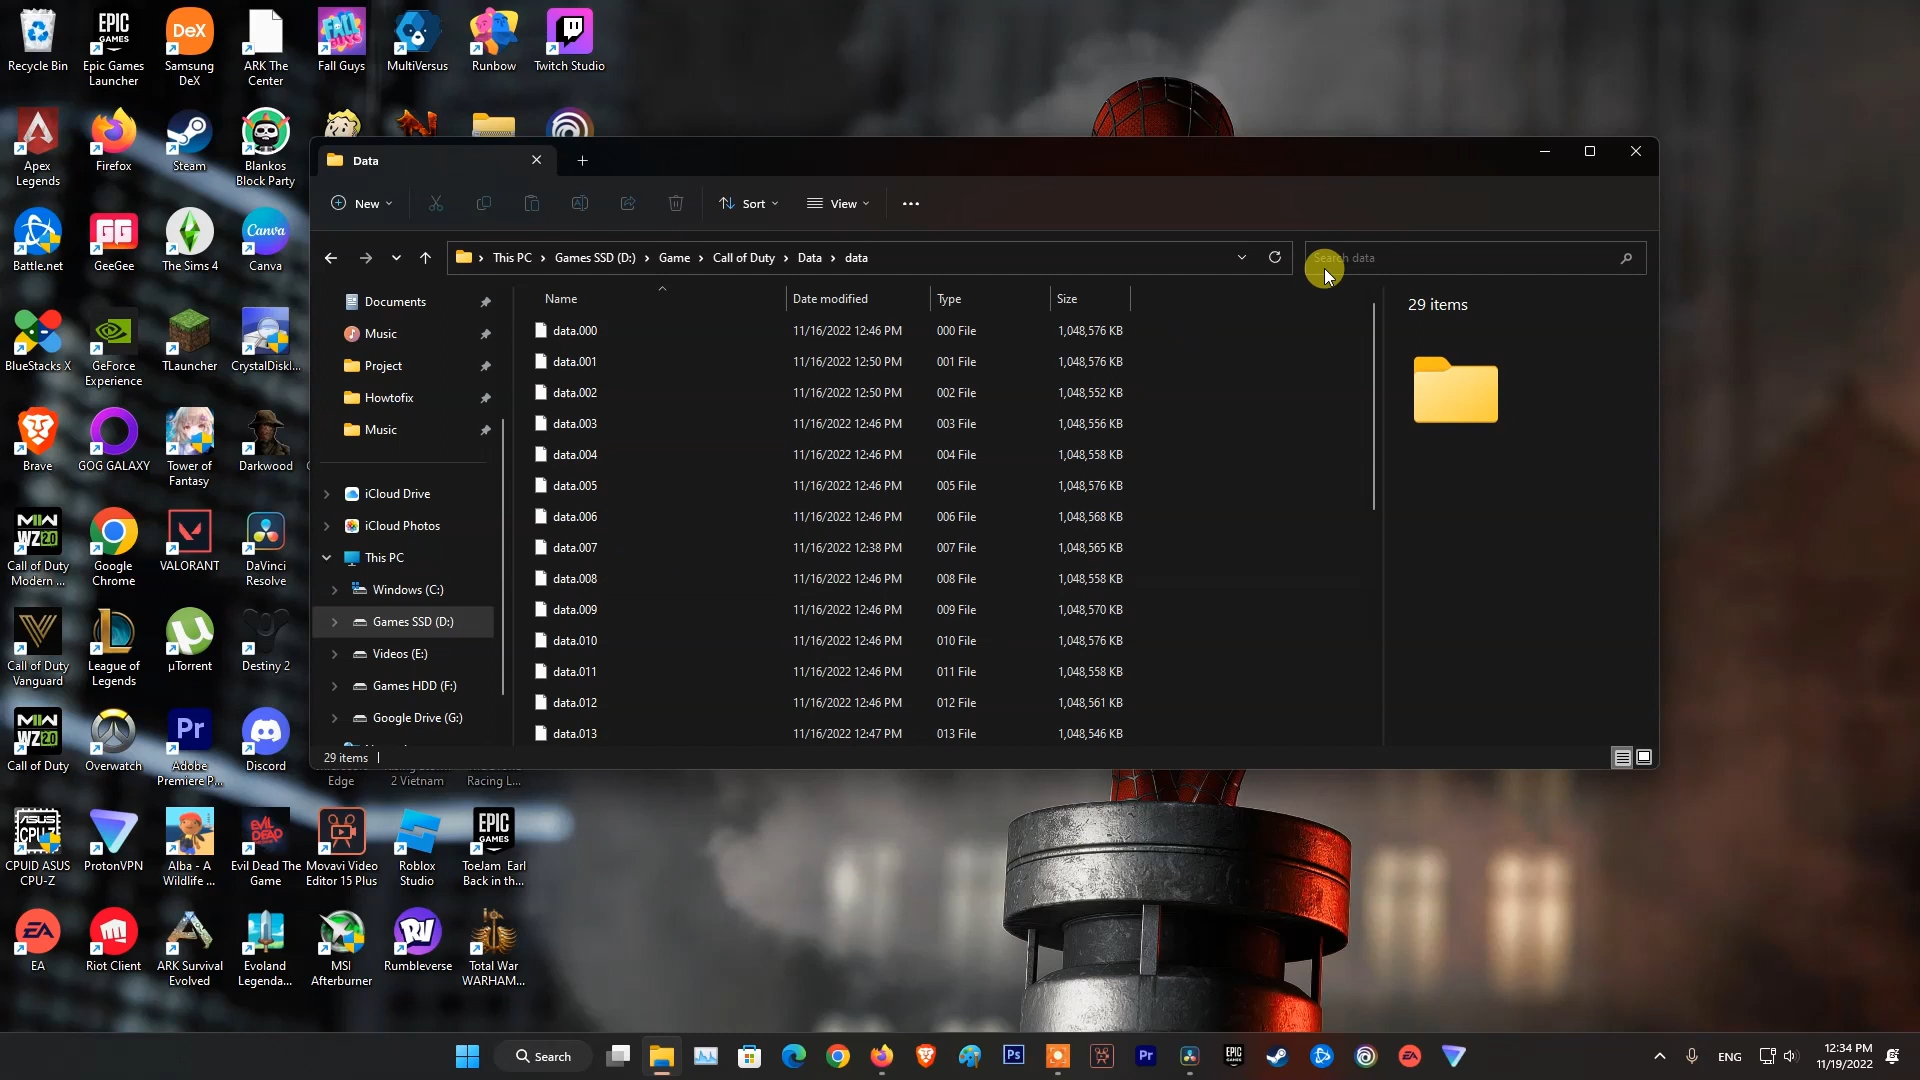 Recycle Bin
Epic Games
Launcher
Samsung
DeX
ARK The
Center
Fall Guys
MultiVersus
Runbow
Twitch Studio
Apex
Legends
Firefox
Steam
Blankos
Block Party
Battle.net
GeeGee
The Sims 4
Canva
BlueStacks X
GeForce
Experience
TLauncher
CrystalDiskI...
Brave
GOG GALAXY
Tower of
Fantasy
Darkwood
Call of Duty
Modern ...
Google
Chrome
VALORANT
DaVinci
Resolve
Call of Duty
Vanguard
League of
Legends
µTorrent
Destiny 2
Call of Duty
Overwatch
Adobe
Premiere P...
Discord
Edge
2 Vietnam
Racing L...
CPUID ASUS
CPU-Z
ProtonVPN
Alba - A
Wildlife ...
Evil Dead The
Game
Movavi Video
Editor 15 Plus
Roblox
Studio
ToeJam Earl
Back in th...
EA
Riot Client
ARK Survival
Evolved
Evoland
Legenda...
MSI
Afterburner
Rumbleverse
Total War
WARHAM...
Data
New
Sort
View
This PC > Games SSD (D:) > Game > Call of Duty > Data > data
Search data
Documents
Music
Project
Howtofix
Music
iCloud Drive
iCloud Photos
This PC
Windows (C:)
Games SSD (D:)
Videos (E:)
Games HDD (F:)
Google Drive (G:)
Name Date modified Type Size
data.000 11/16/2022 12:46 PM 000 File 1,048,576 KB
data.001 11/16/2022 12:50 PM 001 File 1,048,576 KB
data.002 11/16/2022 12:50 PM 002 File 1,048,552 KB
data.003 11/16/2022 12:46 PM 003 File 1,048,556 KB
data.004 11/16/2022 12:46 PM 004 File 1,048,558 KB
data.005 11/16/2022 12:46 PM 005 File 1,048,576 KB
data.006 11/16/2022 12:46 PM 006 File 1,048,568 KB
data.007 11/16/2022 12:38 PM 007 File 1,048,565 KB
data.008 11/16/2022 12:46 PM 008 File 1,048,558 KB
data.009 11/16/2022 12:46 PM 009 File 1,048,570 KB
data.010 11/16/2022 12:46 PM 010 File 1,048,576 KB
data.011 11/16/2022 12:46 PM 011 File 1,048,558 KB
data.012 11/16/2022 12:46 PM 012 File 1,048,561 KB
data.013 11/16/2022 12:47 PM 013 File 1,048,546 KB
29 items
29 items
Search
ENG
12:34 PM
11/19/2022